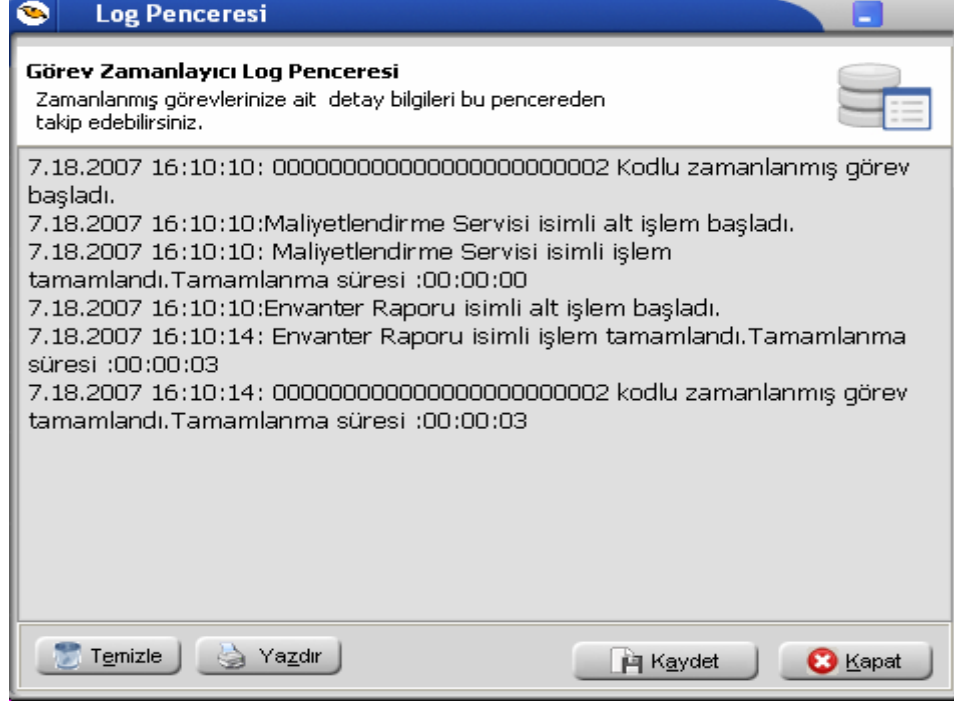 Log Penceresi
Görev Zamanlayıcı Log Penceresi
Zamanlanmış görevlerinize ait detay bilgileri bu pencereden
takip edebilirsiniz.
7.18.2007 16:10:10: 0000000000000000000000002 Kodlu zamanlanmış görev
başladı.
7.18.2007 16:10:10:Maliyetlendirme Servisi isimli alt işlem başladı.
7.18.2007 16:10:10: Maliyetlendirme Servisi isimli işlem
tamamlandı.Tamamlanma süresi :00:00:00
7.18.2007 16:10:10:Envanter Raporu isimli alt işlem başladı.
7.18.2007 16:10:14: Envanter Raporu isimli işlem tamamlandı.Tamamlanma
süresi :00:00:03
7.18.2007 16:10:14: 0000000000000000000000002 kodlu zamanlanmış görev
tamamlandı.Tamamlanma süresi :00:00:03
Temizle Yazdır Kaydet Kapat